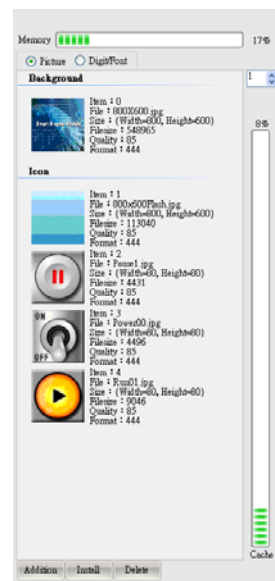 Memory 17%
Picture Digit/Font
Background 1
Item : 0
File : 800X600.jpg
Size : (Width=800, Height=600)
Filesize : 548965
Quality : 85
Format : 444
8%
Icon
Item : 1
File : 800x600Flash.jpg
Size : (Width=800, Height=600)
Filesize : 113040
Quality : 85
Format : 444
Item : 2
File : Pause1.jpg
Size : (Width=80, Height=80)
Filesize : 4431
Quality : 85
Format : 444
ON
OFF
Item : 3
File : Power00.jpg
Size : (Width=80, Height=80)
Filesize : 4496
Quality : 85
Format : 444
Item : 4
File : Run01.jpg
Size : (Width=80, Height=80)
Filesize : 9046
Quality : 85
Format : 444
Cache
Addition Install Delete